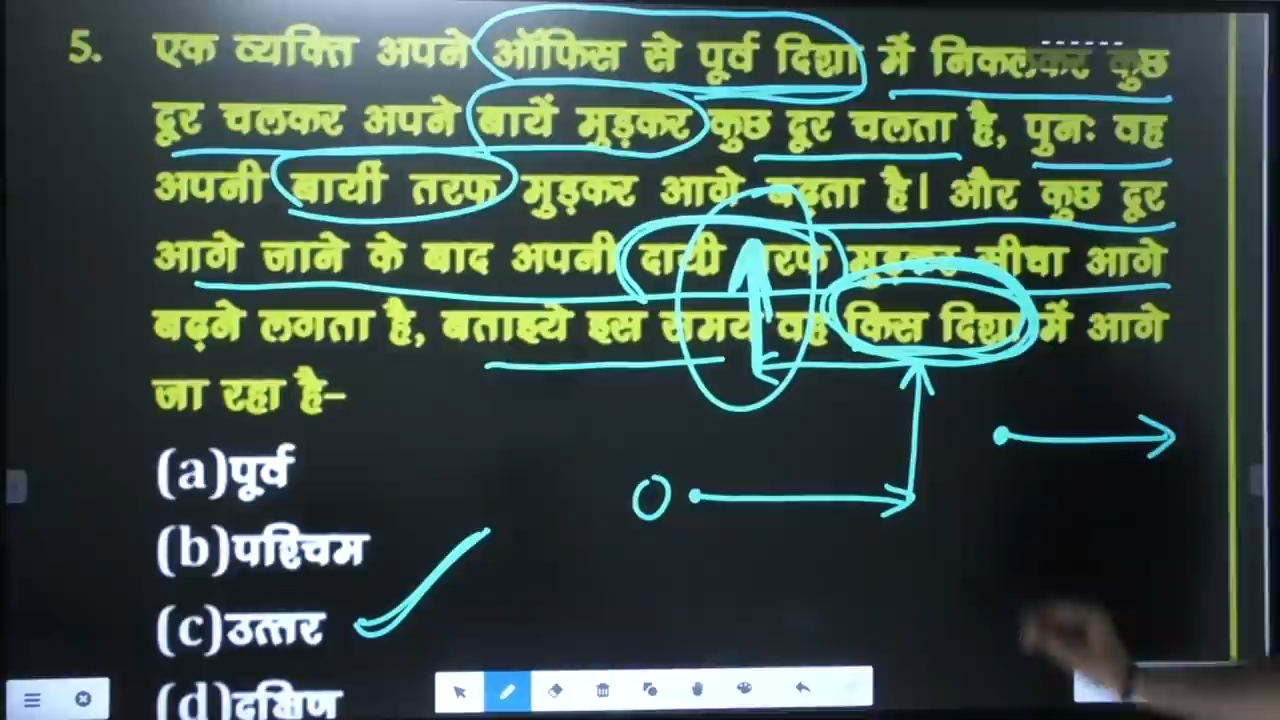 5. एक व्यक्ति अपने ऑफिस से पूर्व दिशा में निकलकर कुछ
दूर चलकर अपने बायें मुड़कर कुछ दूर चलता है, पुनः वह
अपनी बायीं तरफ मुड़कर आगे बढ़ता है। और कुछ दूर
आगे जाने के बाद अपनी दायी तरफ मुड़कर सीधा आगे
बढ़ने लगता है, बताइये इस समय वह किस दिशा में आगे
जा रहा है-
(a)पूर्व
(b)पश्चिम
O
(c)उत्तर
(d)दक्षिण